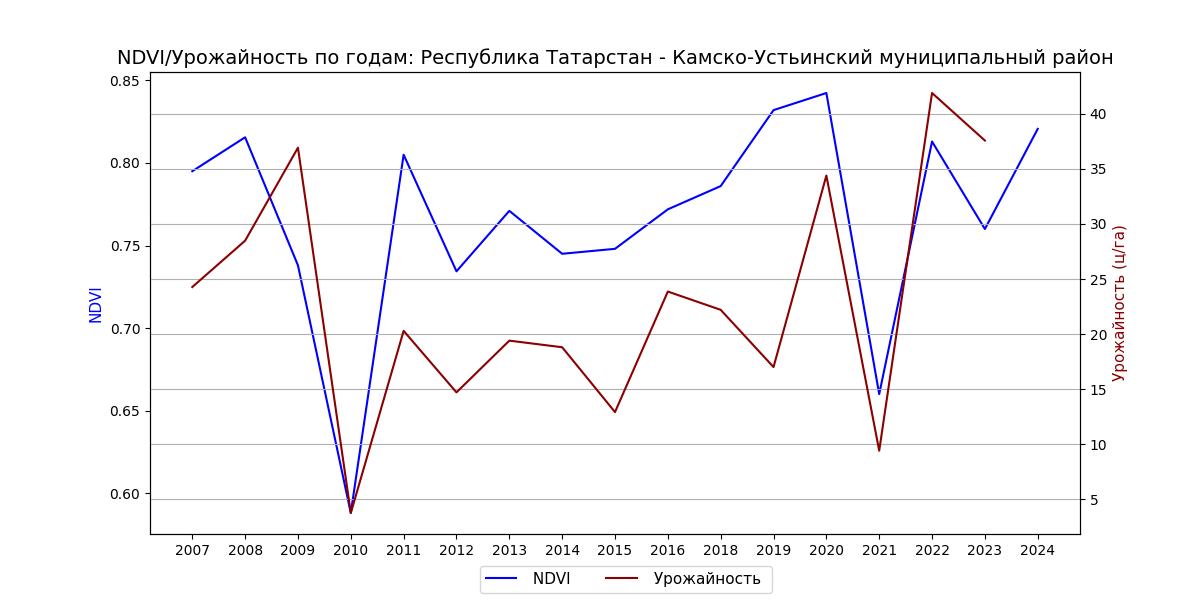 NDVI/Урожайность по годам: Республика Татарстан - Камско-Устьинский муниципальный район
0.85
0.80
0.75
0.70
0.65
0.60
NDVI
40
35
30
25
20
15
10
5
Урожайность (ц/га)
2007 2008 2009 2010 2011 2012 2013 2014 2015 2016 2018 2019 2020 2021 2022 2023 2024
NDVI Урожайность